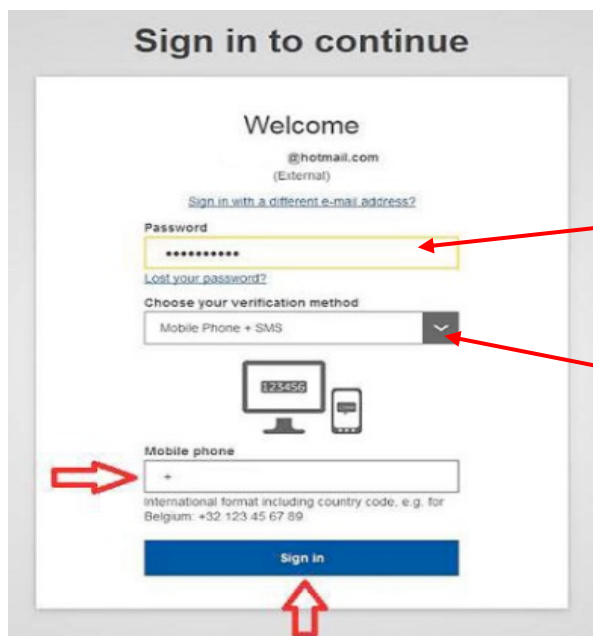 Sign in to continue
Welcome
@hotmail.com
(External)
Sign in with a different e-mail address?
Password
••••••••••
Lost your password?
Choose your verification method
Mobile Phone + SMS
123456
Mobile phone
+
International format including country code, e.g. for
Belgium: +32 123 45 67 89
Sign in